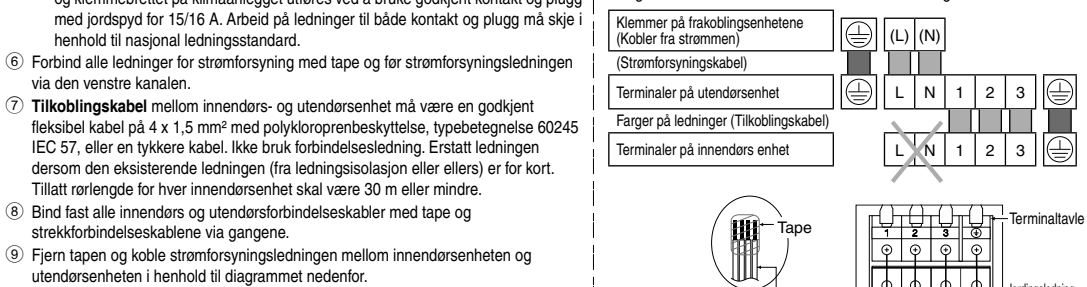 og klemmebrettet på klimaanlegget utføres ved å bruke godkjent kontakt og plugg
med jordspyd for 15/16 A. Arbeid på ledninger til både kontakt og plugg må skje i
henhold til nasjonal ledningsstandard.
⑥ Forbind alle ledninger for strømforsyning med tape og før strømforsyningsledningen
via den venstre kanalen.
⑦ Tilkoblingskabel mellom innendørs- og utendørsenhet må være en godkjent
fleksibel kabel på 4 x 1,5 mm² med polykloroprenbeskyttelse, typebetegnelse 60245
IEC 57, eller en tykkere kabel. Ikke bruk forbindelsesledning. Erstatt ledningen
dersom den eksisterende ledningen (fra ledningsisolasjon eller ellers) er for kort.
Tillatt rørlengde for hver innendørsenhet skal være 30 m eller mindre.
⑧ Bind fast alle innendørs og utendørsforbindelseskabler med tape og
strekkforbindelseskablene via gangene.
⑨ Fjern tapen og koble strømforsyningsledningen mellom innendørsenheten og
utendørsenheten i henhold til diagrammet nedenfor.
Klemmer på frakoblingsenhetene
(Kobler fra strømmen)
(L) (N)
(Strømforsyningskabel)
Terminaler på utendørsenhet
L N 1 2 3
Farger på ledninger (Tilkoblingskabel)
Terminaler på innendørs enhet
L N 1 2 3
Tape
Terminaltavle
1 2 3